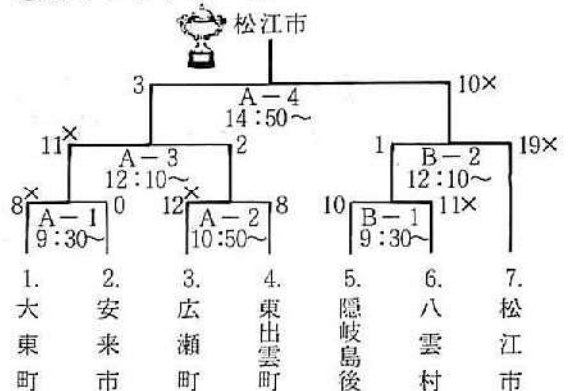 松江市
3 10×
A-4
14:50~
11× 2 1 19×
A-3 B-2
12:10~ 12:10~
8× 0 12× 8 10 11×
A-1 A-2 B-1
9:30~ 10:50~ 9:30~
1. 2. 3. 4. 5. 6. 7.
大東町
安来市
広瀬町
東出雲町
隠岐島後
八雲村
松江市